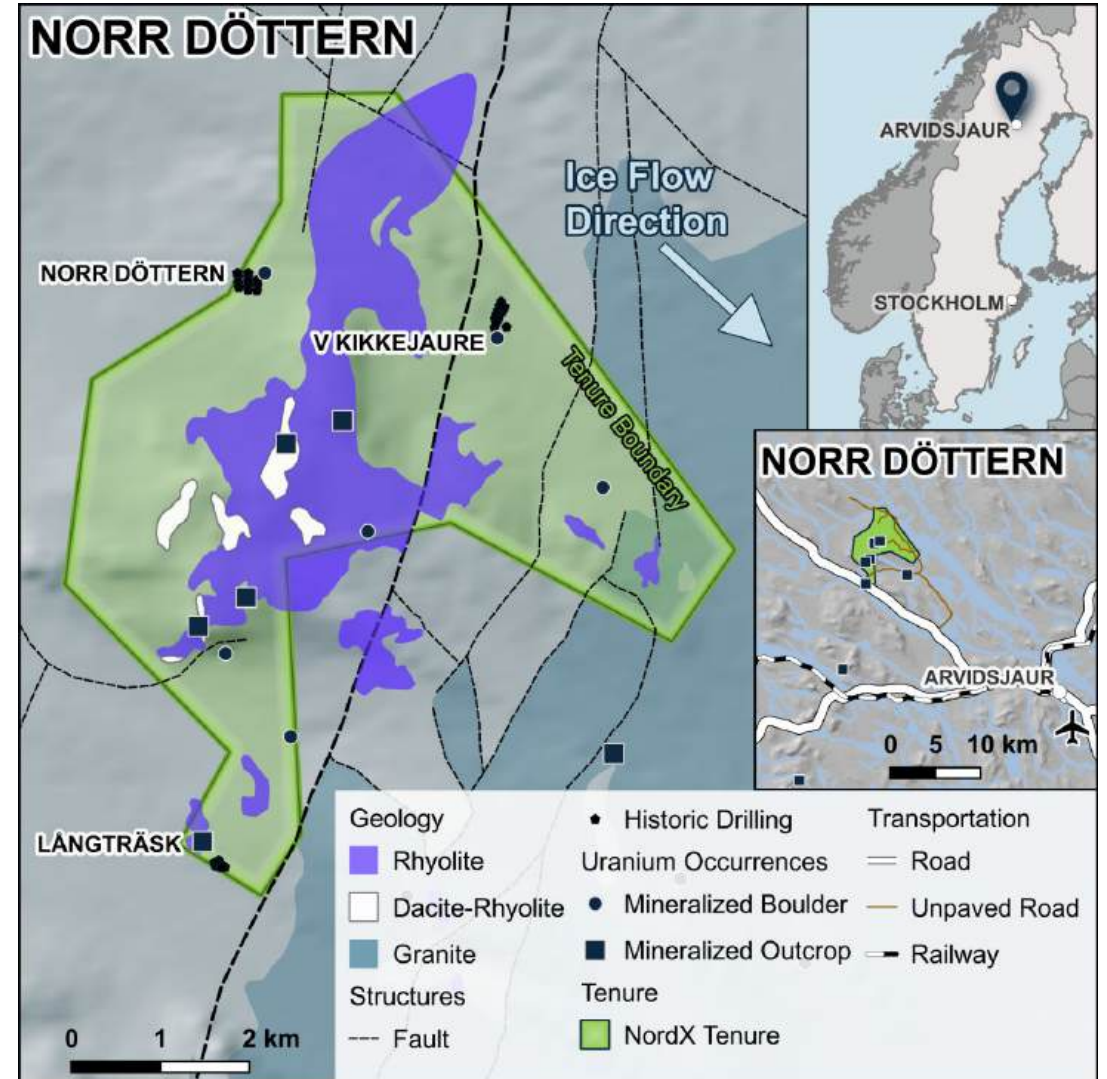 NORR DÖTTERN
Ice Flow
Direction
NORR DÖTTERN
V KIKKEJAURE
Tenure Boundary
LÅNGTRÄSK
0 1 2 km
ARVIDSJAUR
STOCKHOLM
NORR DÖTTERN
ARVIDSJAUR
0 5 10 km
Geology
Rhyolite
Dacite-Rhyolite
Granite
Structures
Fault
Historic Drilling
Uranium Occurrences
Mineralized Boulder
Mineralized Outcrop
Tenure
NordX Tenure
Transportation
Road
Unpaved Road
Railway